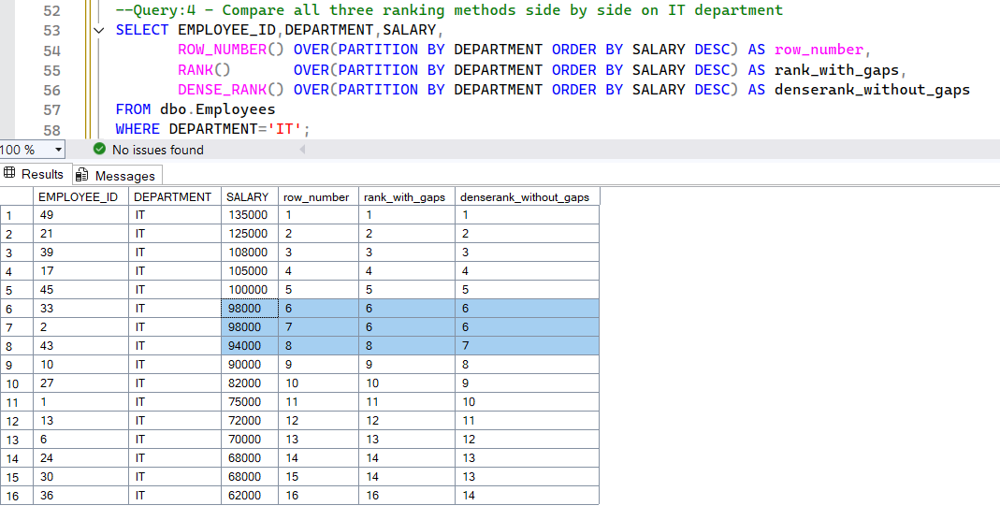 52 --Query:4 - Compare all three ranking methods side by side on IT department
53 SELECT EMPLOYEE_ID,DEPARTMENT,SALARY,
54 ROW_NUMBER() OVER(PARTITION BY DEPARTMENT ORDER BY SALARY DESC) AS row_number,
55 RANK() OVER(PARTITION BY DEPARTMENT ORDER BY SALARY DESC) AS rank_with_gaps,
56 DENSE_RANK() OVER(PARTITION BY DEPARTMENT ORDER BY SALARY DESC) AS denserank_without_gaps
57 FROM dbo.Employees
58 WHERE DEPARTMENT='IT';
100 % No issues found
Results Messages
EMPLOYEE_ID DEPARTMENT SALARY row_number rank_with_gaps denserank_without_gaps
1 49 IT 135000 1 1 1
2 21 IT 125000 2 2 2
3 39 IT 108000 3 3 3
4 17 IT 105000 4 4 4
5 45 IT 100000 5 5 5
6 33 IT 98000 6 6 6
7 2 IT 98000 7 6 6
8 43 IT 94000 8 8 7
9 10 IT 90000 9 9 8
10 27 IT 82000 10 10 9
11 1 IT 75000 11 11 10
12 13 IT 72000 12 12 11
13 6 IT 70000 13 13 12
14 24 IT 68000 14 14 13
15 30 IT 68000 15 14 13
16 36 IT 62000 16 16 14